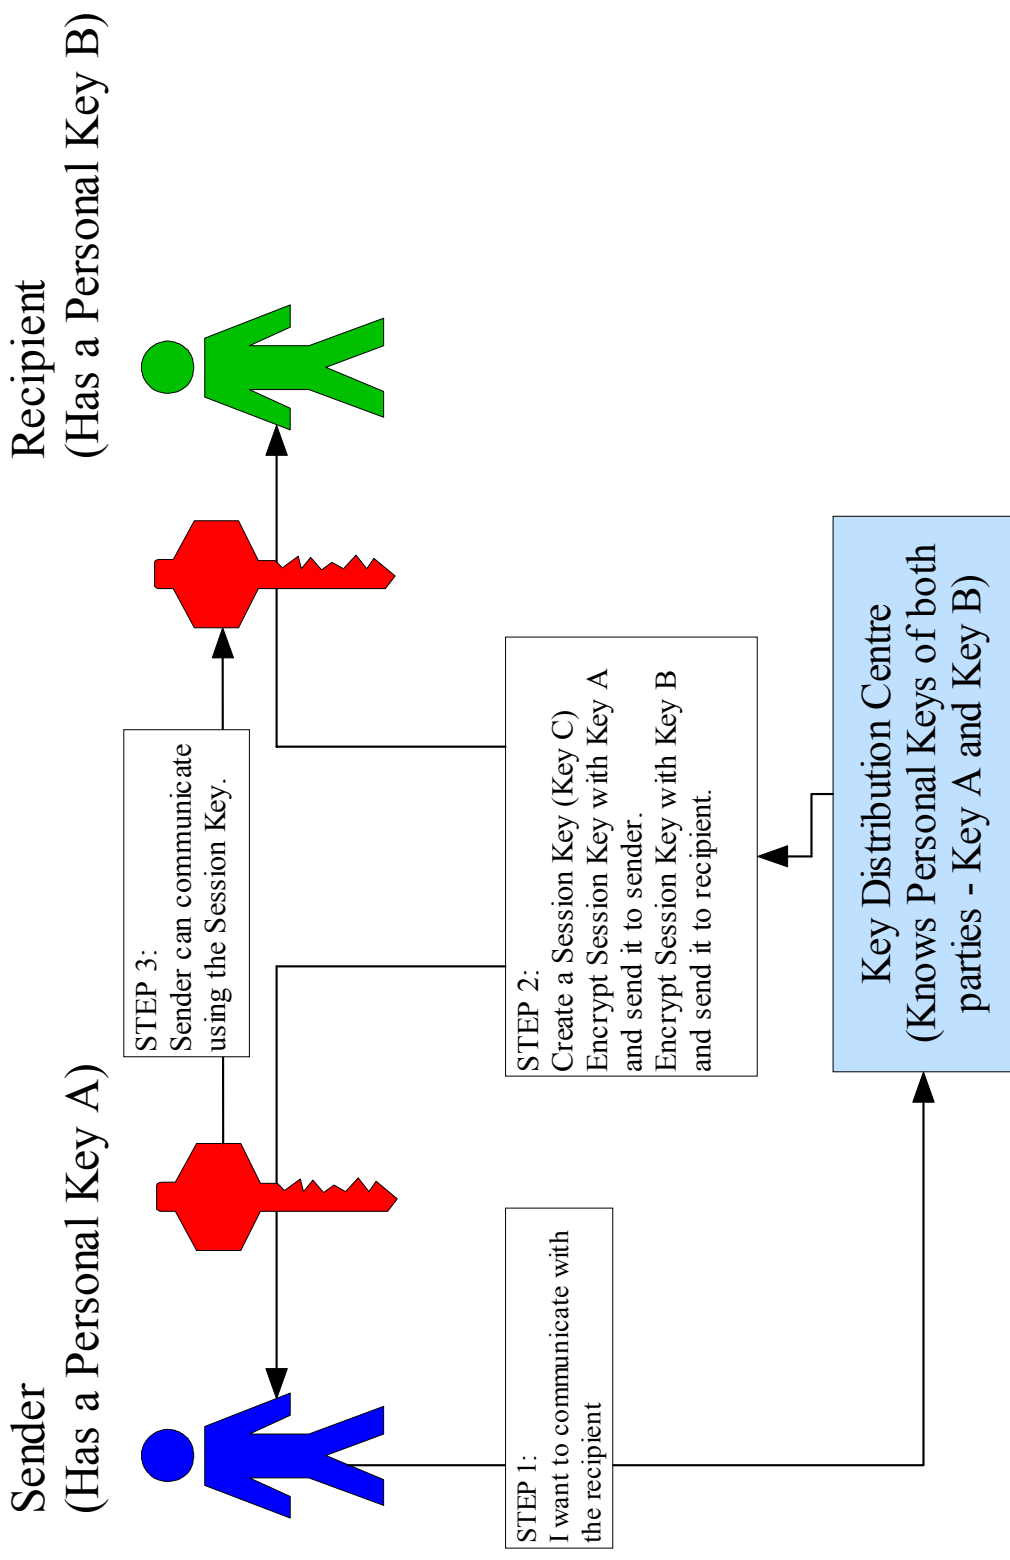 Sender
(Has a Personal Key A)
Recipient
(Has a Personal Key B)
STEP 3:
Sender can communicate
using the Session Key.
STEP 1:
I want to communicate with
the recipient
STEP 2:
Create a Session Key (Key C)
Encrypt Session Key with Key A
and send it to sender.
Encrypt Session Key with Key B
and send it to recipient.
Key Distribution Centre
(Knows Personal Keys of both
parties - Key A and Key B)